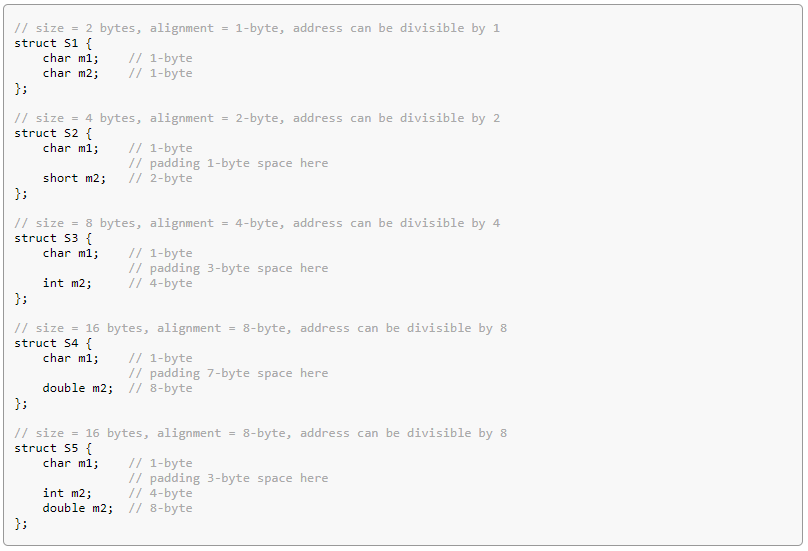 // size = 2 bytes, alignment = 1-byte, address can be divisible by 1
struct S1 {
    char m1;    // 1-byte
    char m2;    // 1-byte
};

// size = 4 bytes, alignment = 2-byte, address can be divisible by 2
struct S2 {
    char m1;    // 1-byte
                // padding 1-byte space here
    short m2;   // 2-byte
};

// size = 8 bytes, alignment = 4-byte, address can be divisible by 4
struct S3 {
    char m1;    // 1-byte
                // padding 3-byte space here
    int m2;     // 4-byte
};

// size = 16 bytes, alignment = 8-byte, address can be divisible by 8
struct S4 {
    char m1;    // 1-byte
                // padding 7-byte space here
    double m2;  // 8-byte
};

// size = 16 bytes, alignment = 8-byte, address can be divisible by 8
struct S5 {
    char m1;    // 1-byte
                // padding 3-byte space here
    int m2;     // 4-byte
    double m2;  // 8-byte
};